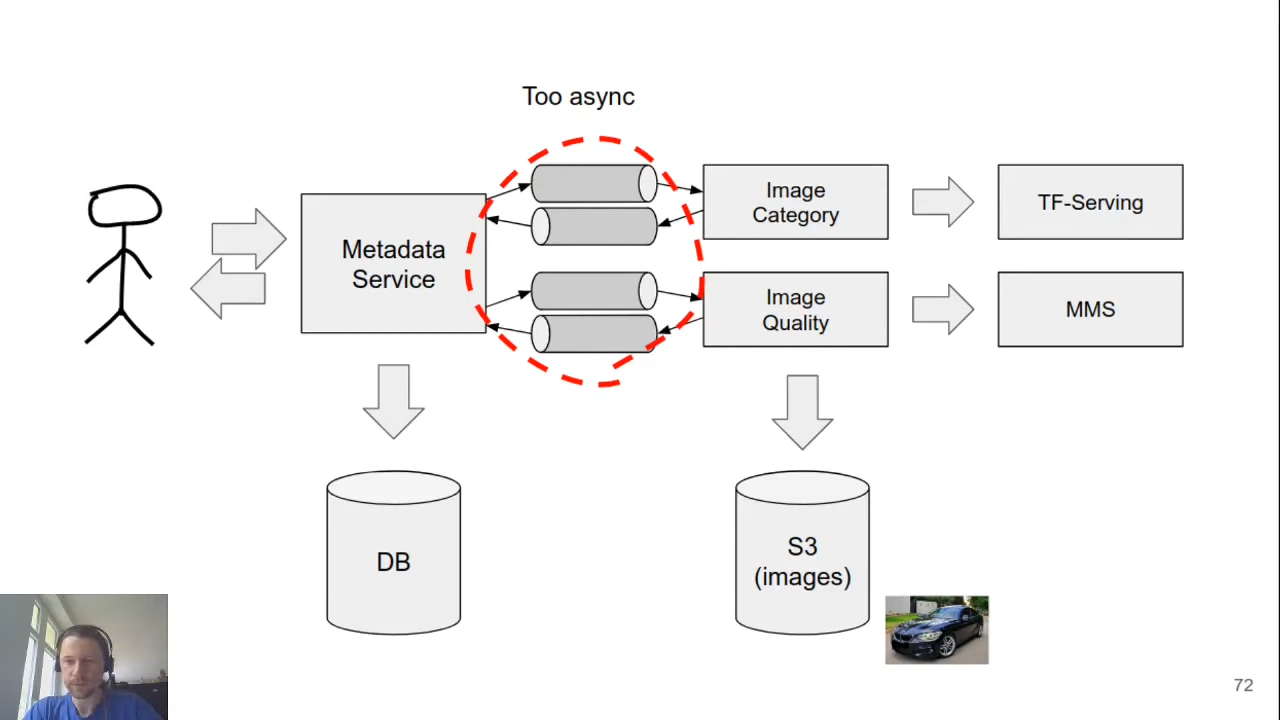 Too async
Metadata
Service
Image
Category
TF-Serving
Image
Quality
MMS
DB
S3
(images)
72